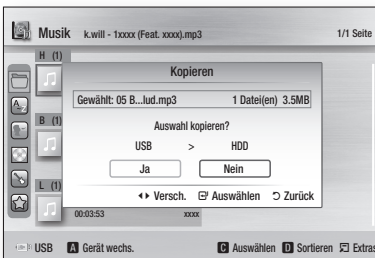 Musik k.will - 1xxxx (Feat. xxxx).mp3 1/1 Seite
H (1)
Kopieren
Gewählt: 05 B...lud.mp3 1 Datei(en) 3.5MB
B (1)
Auswahl kopieren?
USB > HDD
Ja Nein
L (1)
Versch. Auswählen Zurück
00:03:53 xxxx
USB A Gerät wechs. C Auswählen D Sortieren Extras